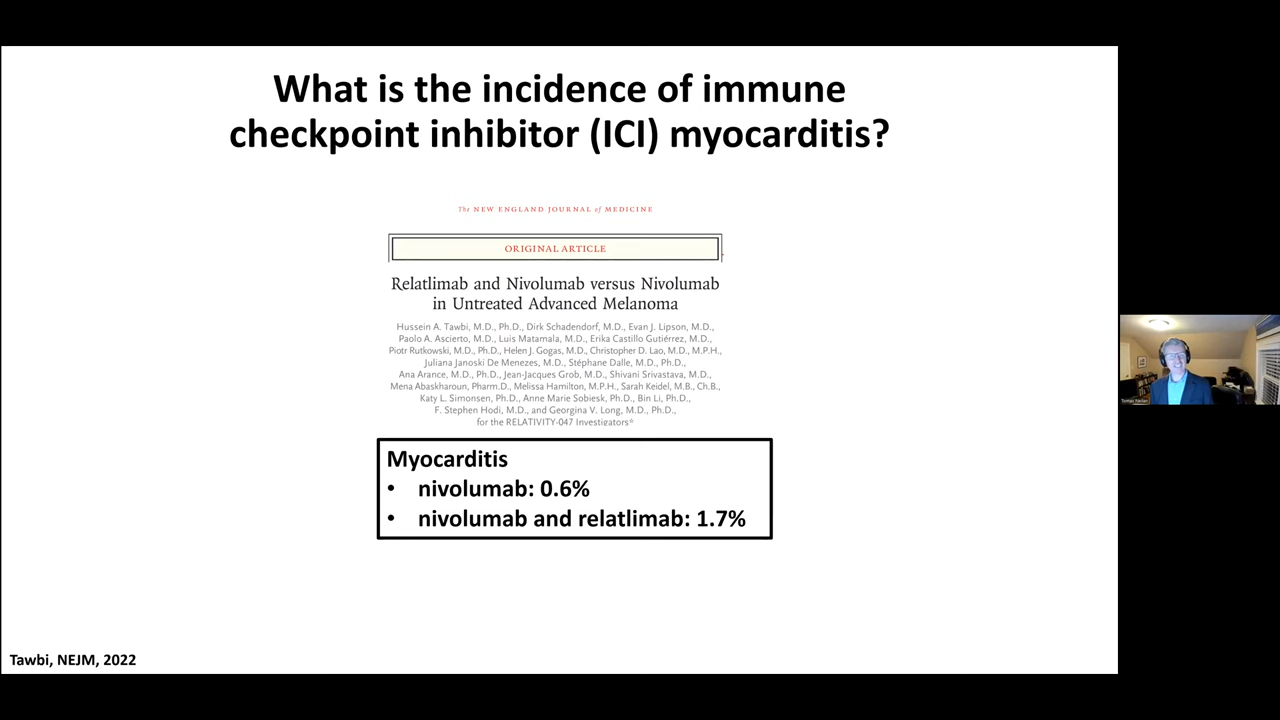 What is the incidence of immune
checkpoint inhibitor (ICI) myocarditis?
The NEW ENGLAND JOURNAL of MEDICINE
ORIGINAL ARTICLE
Relatlimab and Nivolumab versus Nivolumab
in Untreated Advanced Melanoma
Hussein A. Tawbi, M.D., Ph.D., Dirk Schadendorf, M.D., Evan J. Lipson, M.D.,
Paolo A. Ascierto, M.D., Luis Matamala, M.D., Erika Castillo Gutiérrez, M.D.,
Piotr Rutkowski, M.D., Ph.D., Helen J. Gogas, M.D., Christopher D. Lao, M.D., M.P.H.,
Juliana Janoski De Menezes, M.D., Stéphane Dalle, M.D., Ph.D.,
Ana Arance, M.D., Ph.D., Jean-Jacques Grob, M.D., Shivani Srivastava, M.D.,
Mena Abaskharoun, Pharm.D., Melissa Hamilton, M.P.H., Sarah Keidel, M.B., Ch.B.,
Katy L. Simonsen, Ph.D., Anne Marie Sobiesk, Ph.D., Bin Li, Ph.D.,
F. Stephen Hodi, M.D., and Georgina V. Long, M.D., Ph.D.,
for the RELATIVITY-047 Investigators*
Myocarditis
• nivolumab: 0.6%
• nivolumab and relatlimab: 1.7%
Tawbi, NEJM, 2022